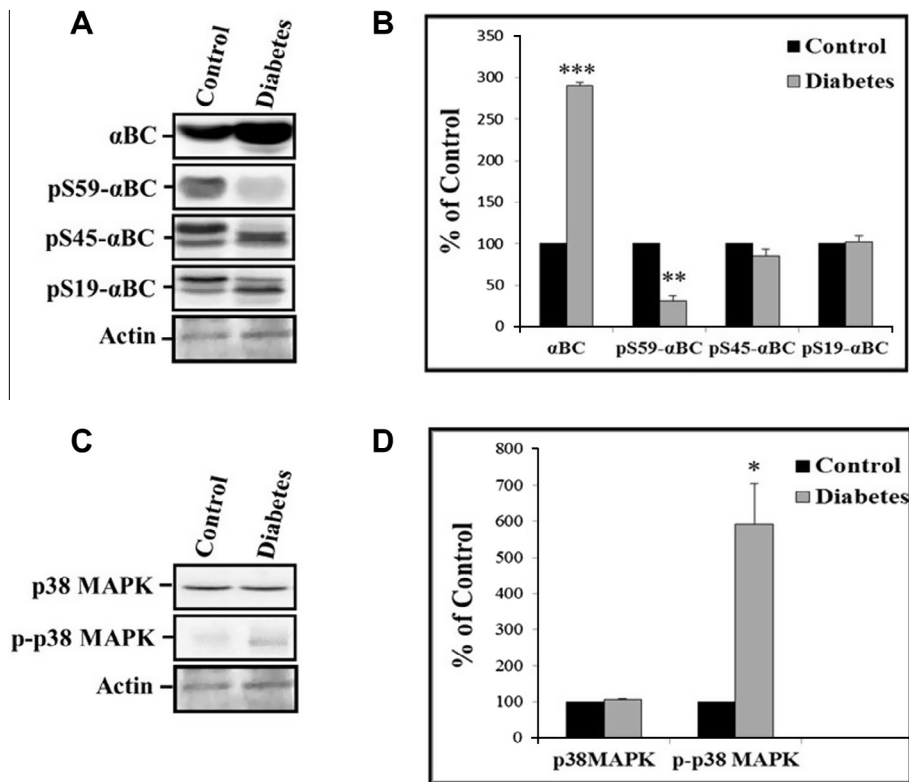 A
Control
Diabetes
αBC
pS59-αBC
pS45-αBC
pS19-αBC
Actin
B
350
300
250
200
150
100
50
0
% of Control
***
**
Control
Diabetes
αBC pS59-αBC pS45-αBC pS19-αBC
C
Control
Diabetes
p38 MAPK
p-p38 MAPK
Actin
D
800
700
600
500
400
300
200
100
0
% of Control
*
Control
Diabetes
p38MAPK p-p38 MAPK